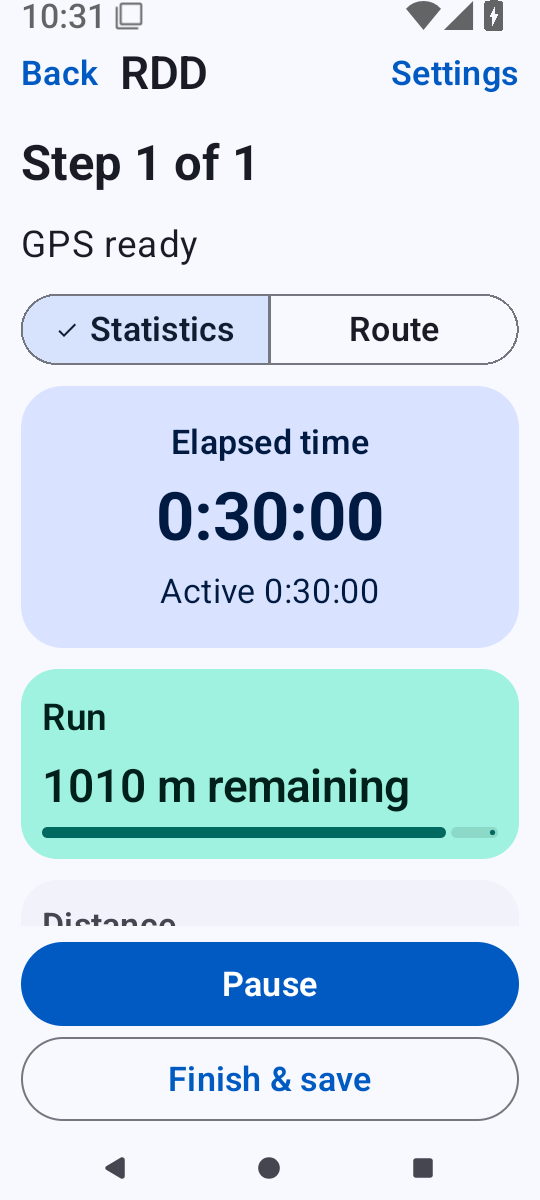 10:31
Back RDD Settings
Step 1 of 1
GPS ready
Statistics Route
Elapsed time
0:30:00
Active 0:30:00
Run
1010 m remaining
Distance
Pause
Finish & save